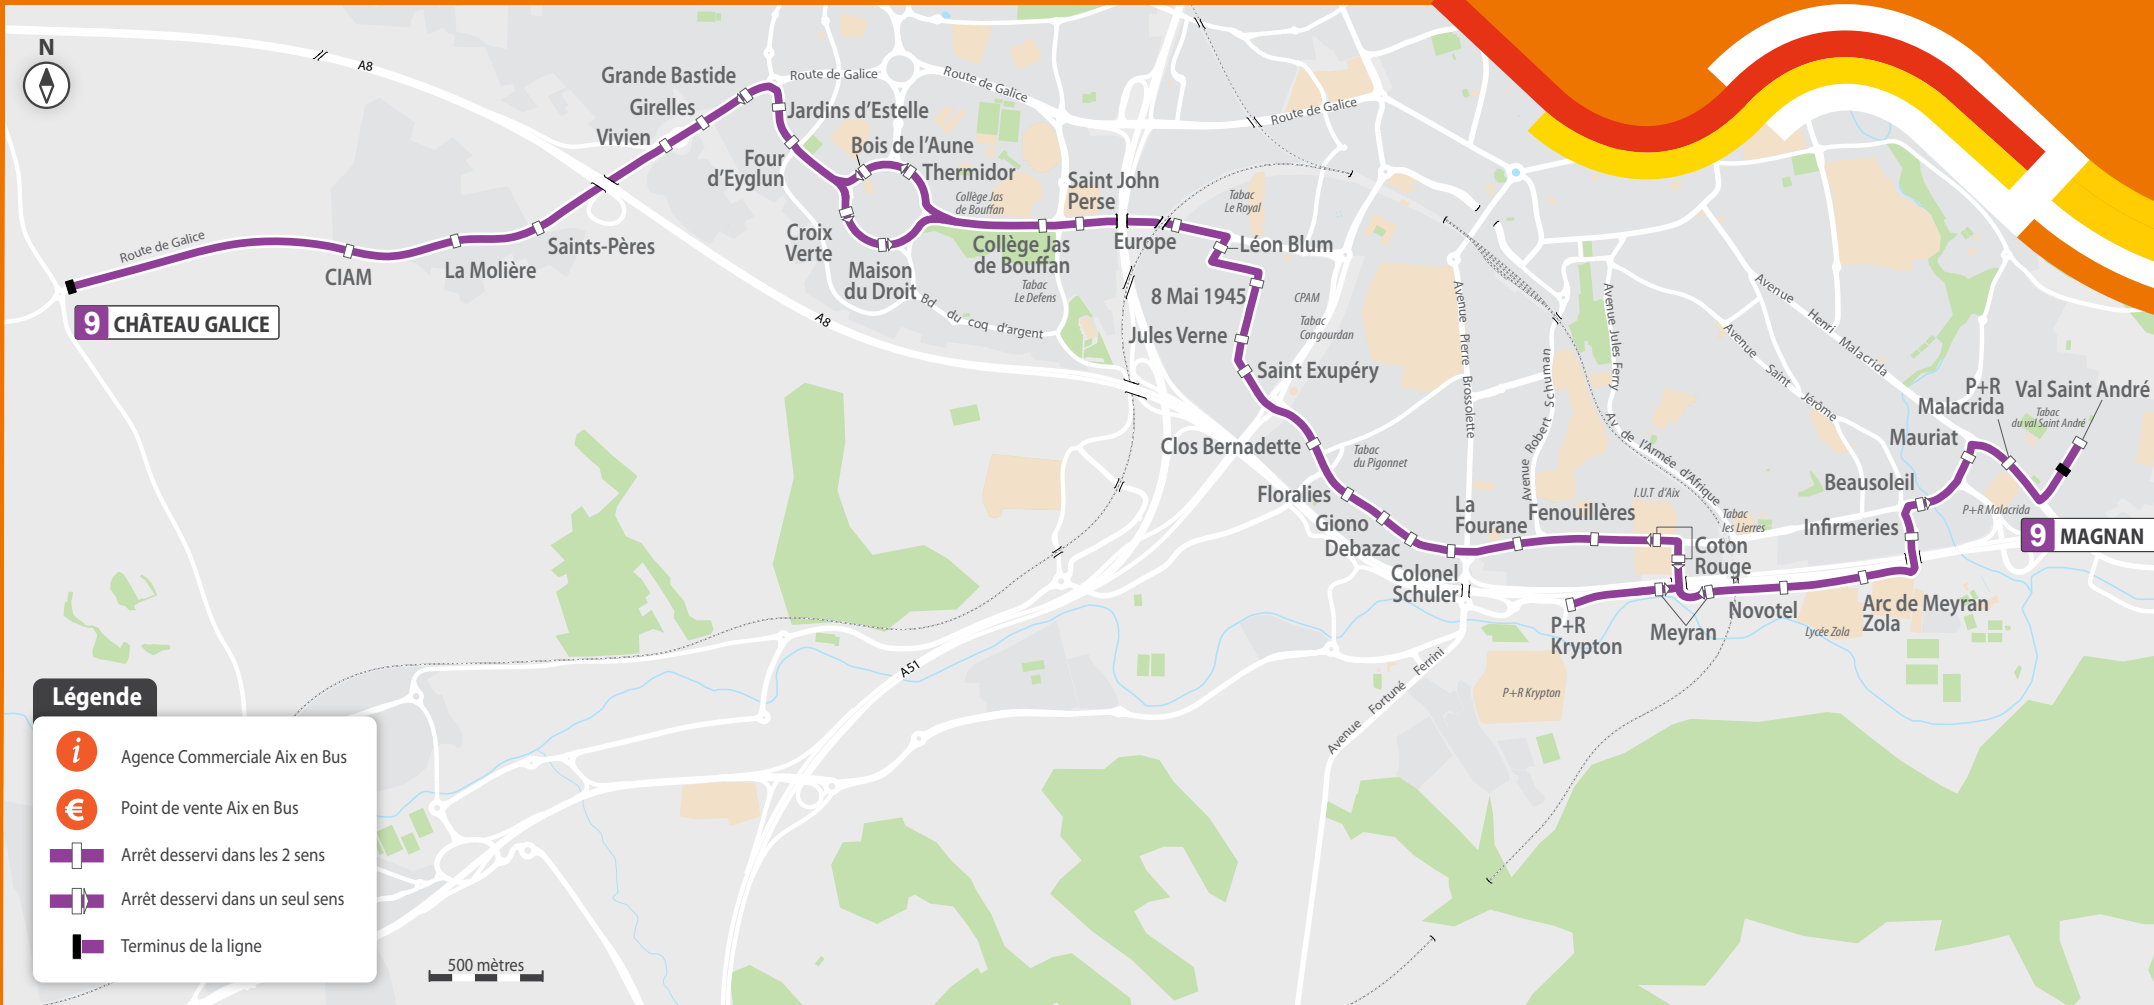 N
A8
Route de Galice
Route de Galice
Route de Galice
Route de Galice
Grande Bastide
Girelles
Vivien
Jardins d'Estelle
Four
d'Eyglun
Bois de l'Aune
Thermidor
Collège Jas
de Bouffan
Saint John
Perse
Tabac
Le Royal
Croix
Verte
Maison
du Droit
Collège Jas
de Bouffan
Europe
Léon Blum
Tabac
Le Defens
CIAM
La Molière
Saints-Pères
9 CHÂTEAU GALICE
Bd du coq d'argent
A8
8 Mai 1945
CPAM
Tabac
Congourdan
Jules Verne
Saint Exupéry
Avenue Pierre Brossolette
Avenue Robert Schuman
Avenue Jules Ferry
Av. de l'Armée d'Afrique
Avenue Henri Malacrida
Avenue Saint Jérôme
P+R
Malacrida
Val Saint André
Tabac
du val Saint André
Mauriat
Clos Bernadette
Tabac
du Pigonnet
Floralies
Giono
Debazac
La
Fourane
Fenouillères
I.U.T d'Aix
Tabac
les Lierres
Beausoleil
Infirmeries
P+R Malacrida
9 MAGNAN
Coton
Rouge
Colonel
Schuler
P+R
Krypton
Meyran
Novotel
Lycée Zola
Arc de Meyran
Zola
P+R Krypton
Avenue Fortuné Ferrini
A51
Légende
i Agence Commerciale Aix en Bus
€ Point de vente Aix en Bus
Arrêt desservi dans les 2 sens
Arrêt desservi dans un seul sens
Terminus de la ligne
500 mètres